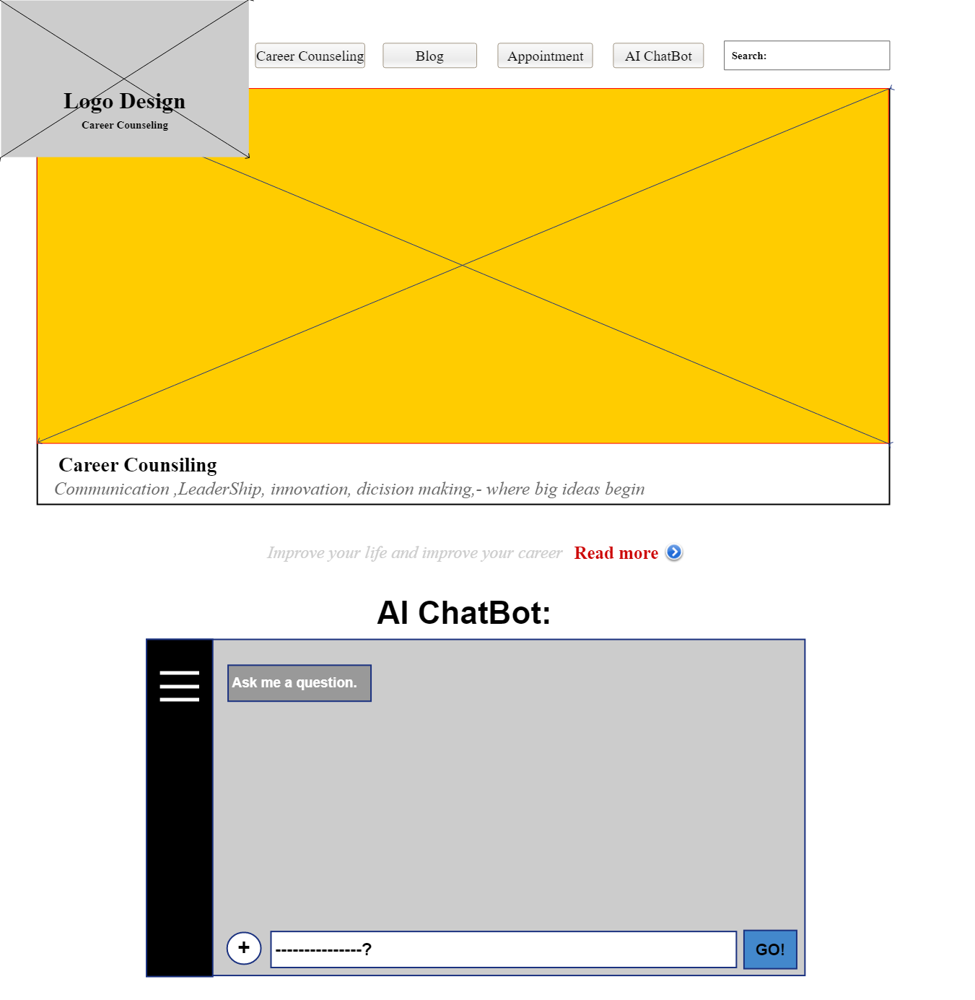 Logo Design
Career Counseling
Career Counseling
Blog
Appointment
AI ChatBot
Search:
Career Counsiling
Communication ,LeaderShip, innovation, dicision making,- where big ideas begin
Improve your life and improve your career Read more
AI ChatBot:
Ask me a question.
+
---------------?
GO!